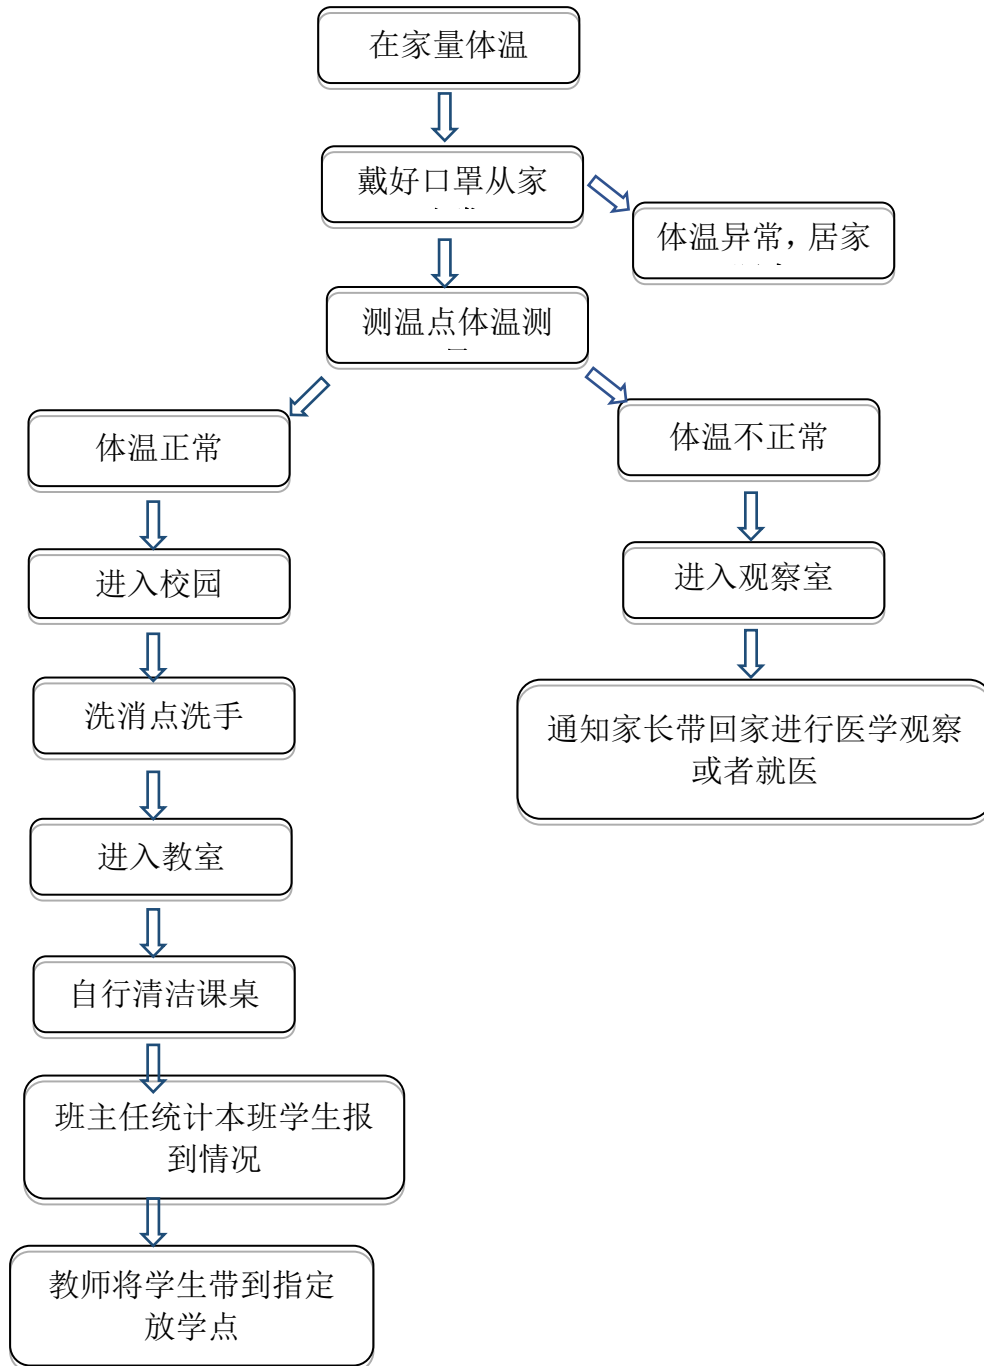 在家量体温
戴好口罩从家
体温异常，居家
测温点体温测
体温正常
体温不正常
进入校园
进入观察室
洗消点洗手
通知家长带回家进行医学观察
或者就医
进入教室
自行清洁课桌
班主任统计本班学生报
到情况
教师将学生带到指定
放学点